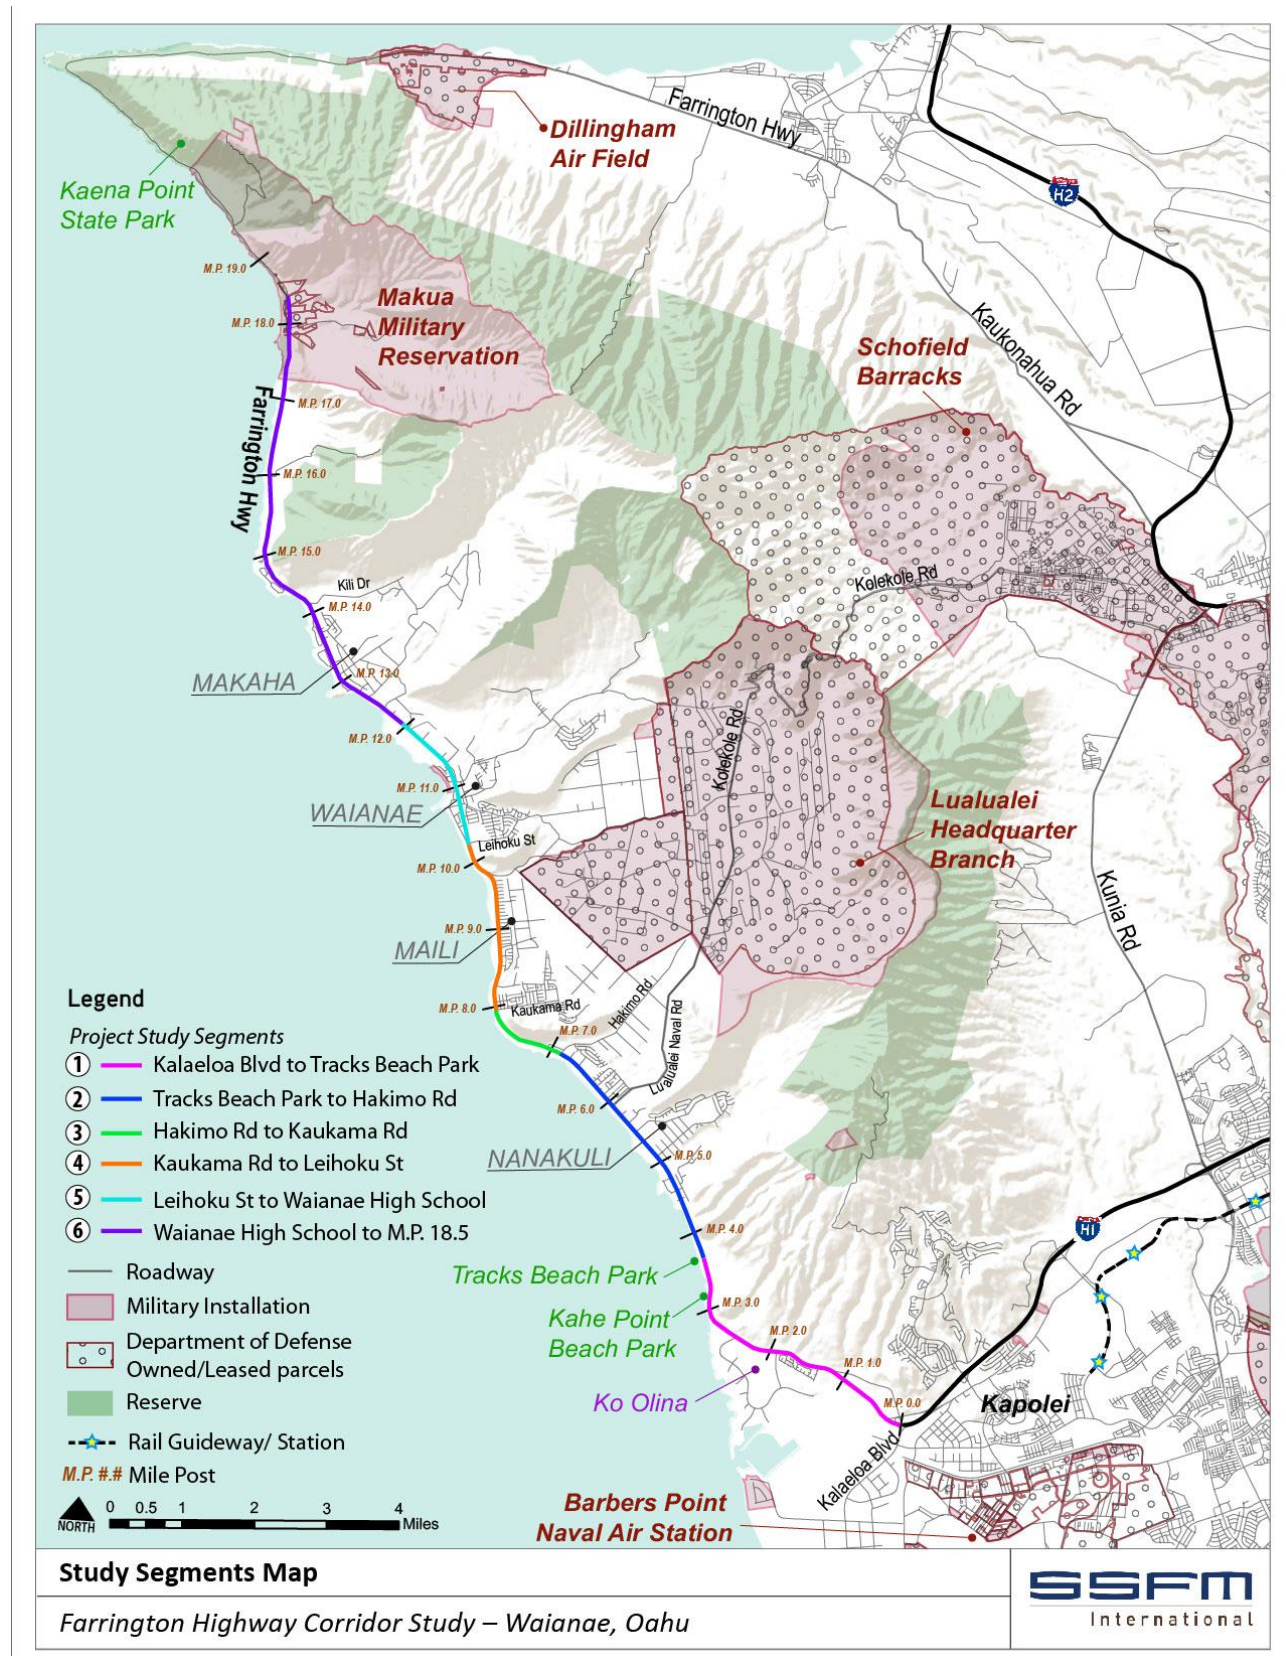 Farrington Hwy
Dillingham
Air Field
H2
Kaena Point
State Park
M.P. 19.0
Makua
Military
Reservation
M.P. 18.0
Kaukonahua Rd
Schofield
Barracks
M.P. 17.0
Farrington Hwy
M.P. 16.0
M.P. 15.0
Kili Dr
Kolekole Rd
M.P. 14.0
MAKAHA
M.P. 13.0
M.P. 12.0
Kolekole Rd
M.P. 11.0
WAIANAE
Lualualei
Headquarter
Branch
Leihoku St
M.P. 10.0
Kunia Rd
M.P. 9.0
MAILI
M.P. 8.0
Kaukama Rd
Hakimo Rd
Lualualei Naval Rd
M.P. 7.0
M.P. 6.0
NANAKULI
M.P. 5.0
M.P. 4.0
H1
Tracks Beach Park
Kahe Point
Beach Park
M.P. 3.0
M.P. 2.0
M.P. 1.0
Ko Olina
M.P. 0.0
Kapolei
Kalaeloa Blvd
Barbers Point
Naval Air Station
Legend
Project Study Segments
1 Kalaeloa Blvd to Tracks Beach Park
2 Tracks Beach Park to Hakimo Rd
3 Hakimo Rd to Kaukama Rd
4 Kaukama Rd to Leihoku St
5 Leihoku St to Waianae High School
6 Waianae High School to M.P. 18.5
Roadway
Military Installation
Department of Defense
Owned/Leased parcels
Reserve
Rail Guideway/ Station
M.P. #.# Mile Post
NORTH
0 0.5 1 2 3 4
Miles
Study Segments Map
Farrington Highway Corridor Study – Waianae, Oahu
SSFM
International